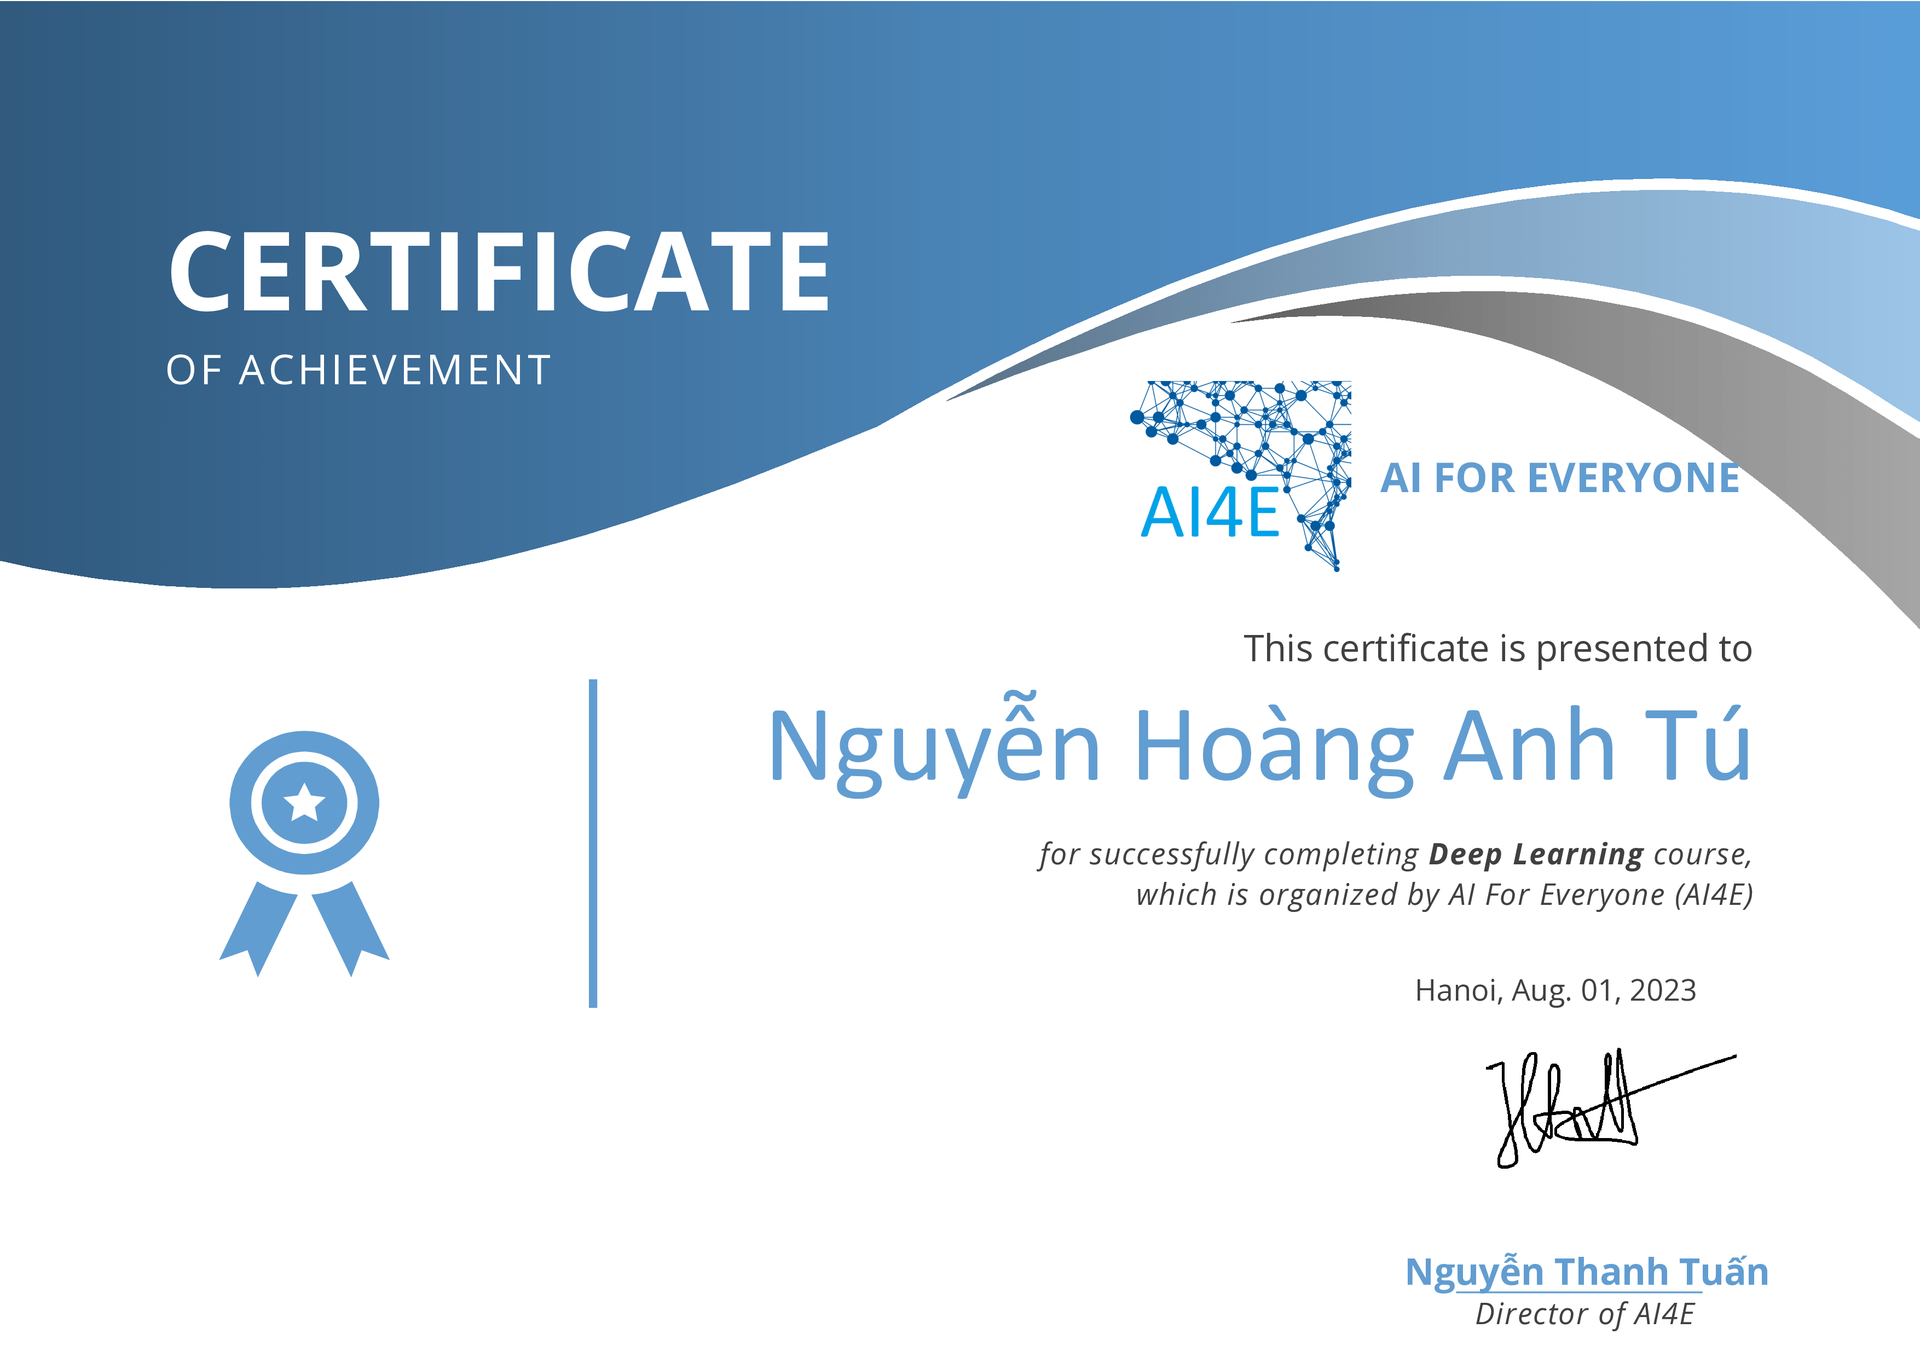 CERTIFICATE
OF ACHIEVEMENT
AI4E
AI FOR EVERYONE
This certificate is presented to
Nguyễn Hoàng Anh Tú
for successfully completing Deep Learning course,
which is organized by AI For Everyone (AI4E)
Hanoi, Aug. 01, 2023
Nguyễn Thanh Tuấn
Director of AI4E